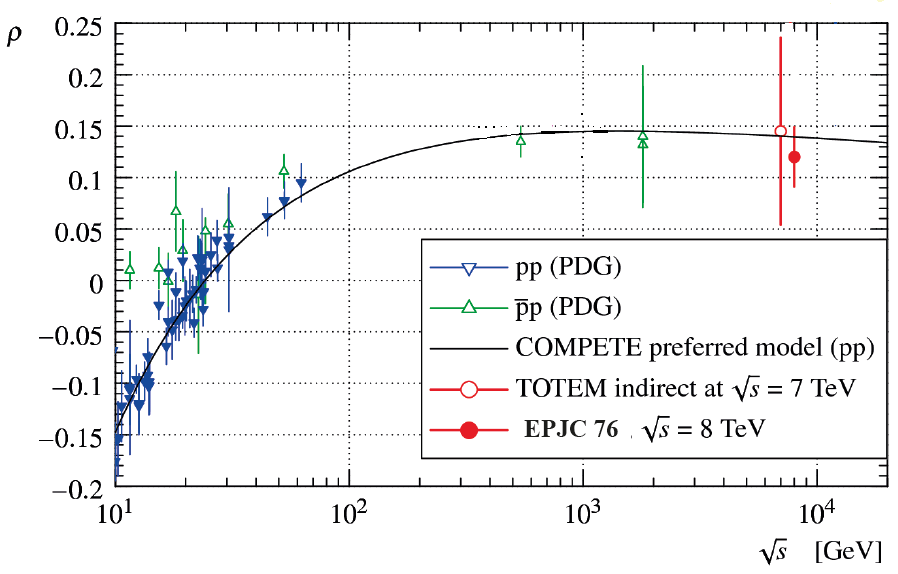 ρ
0.25
0.2
0.15
0.1
0.05
0
−0.05
−0.1
−0.15
−0.2
pp (PDG)
p̅p (PDG)
COMPETE preferred model (pp)
TOTEM indirect at √s = 7 TeV
EPJC 76 √s = 8 TeV
10¹ 10² 10³ 10⁴
√s [GeV]